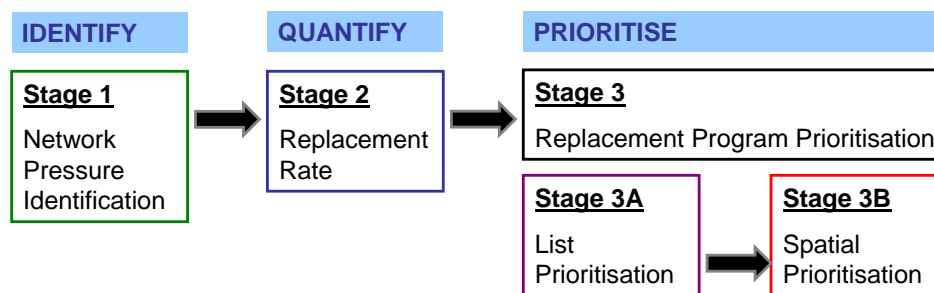 IDENTIFY
QUANTIFY
PRIORITISE
Stage 1
Network
Pressure
Identification
Stage 2
Replacement
Rate
Stage 3
Replacement Program Prioritisation
Stage 3A
List
Prioritisation
Stage 3B
Spatial
Prioritisation